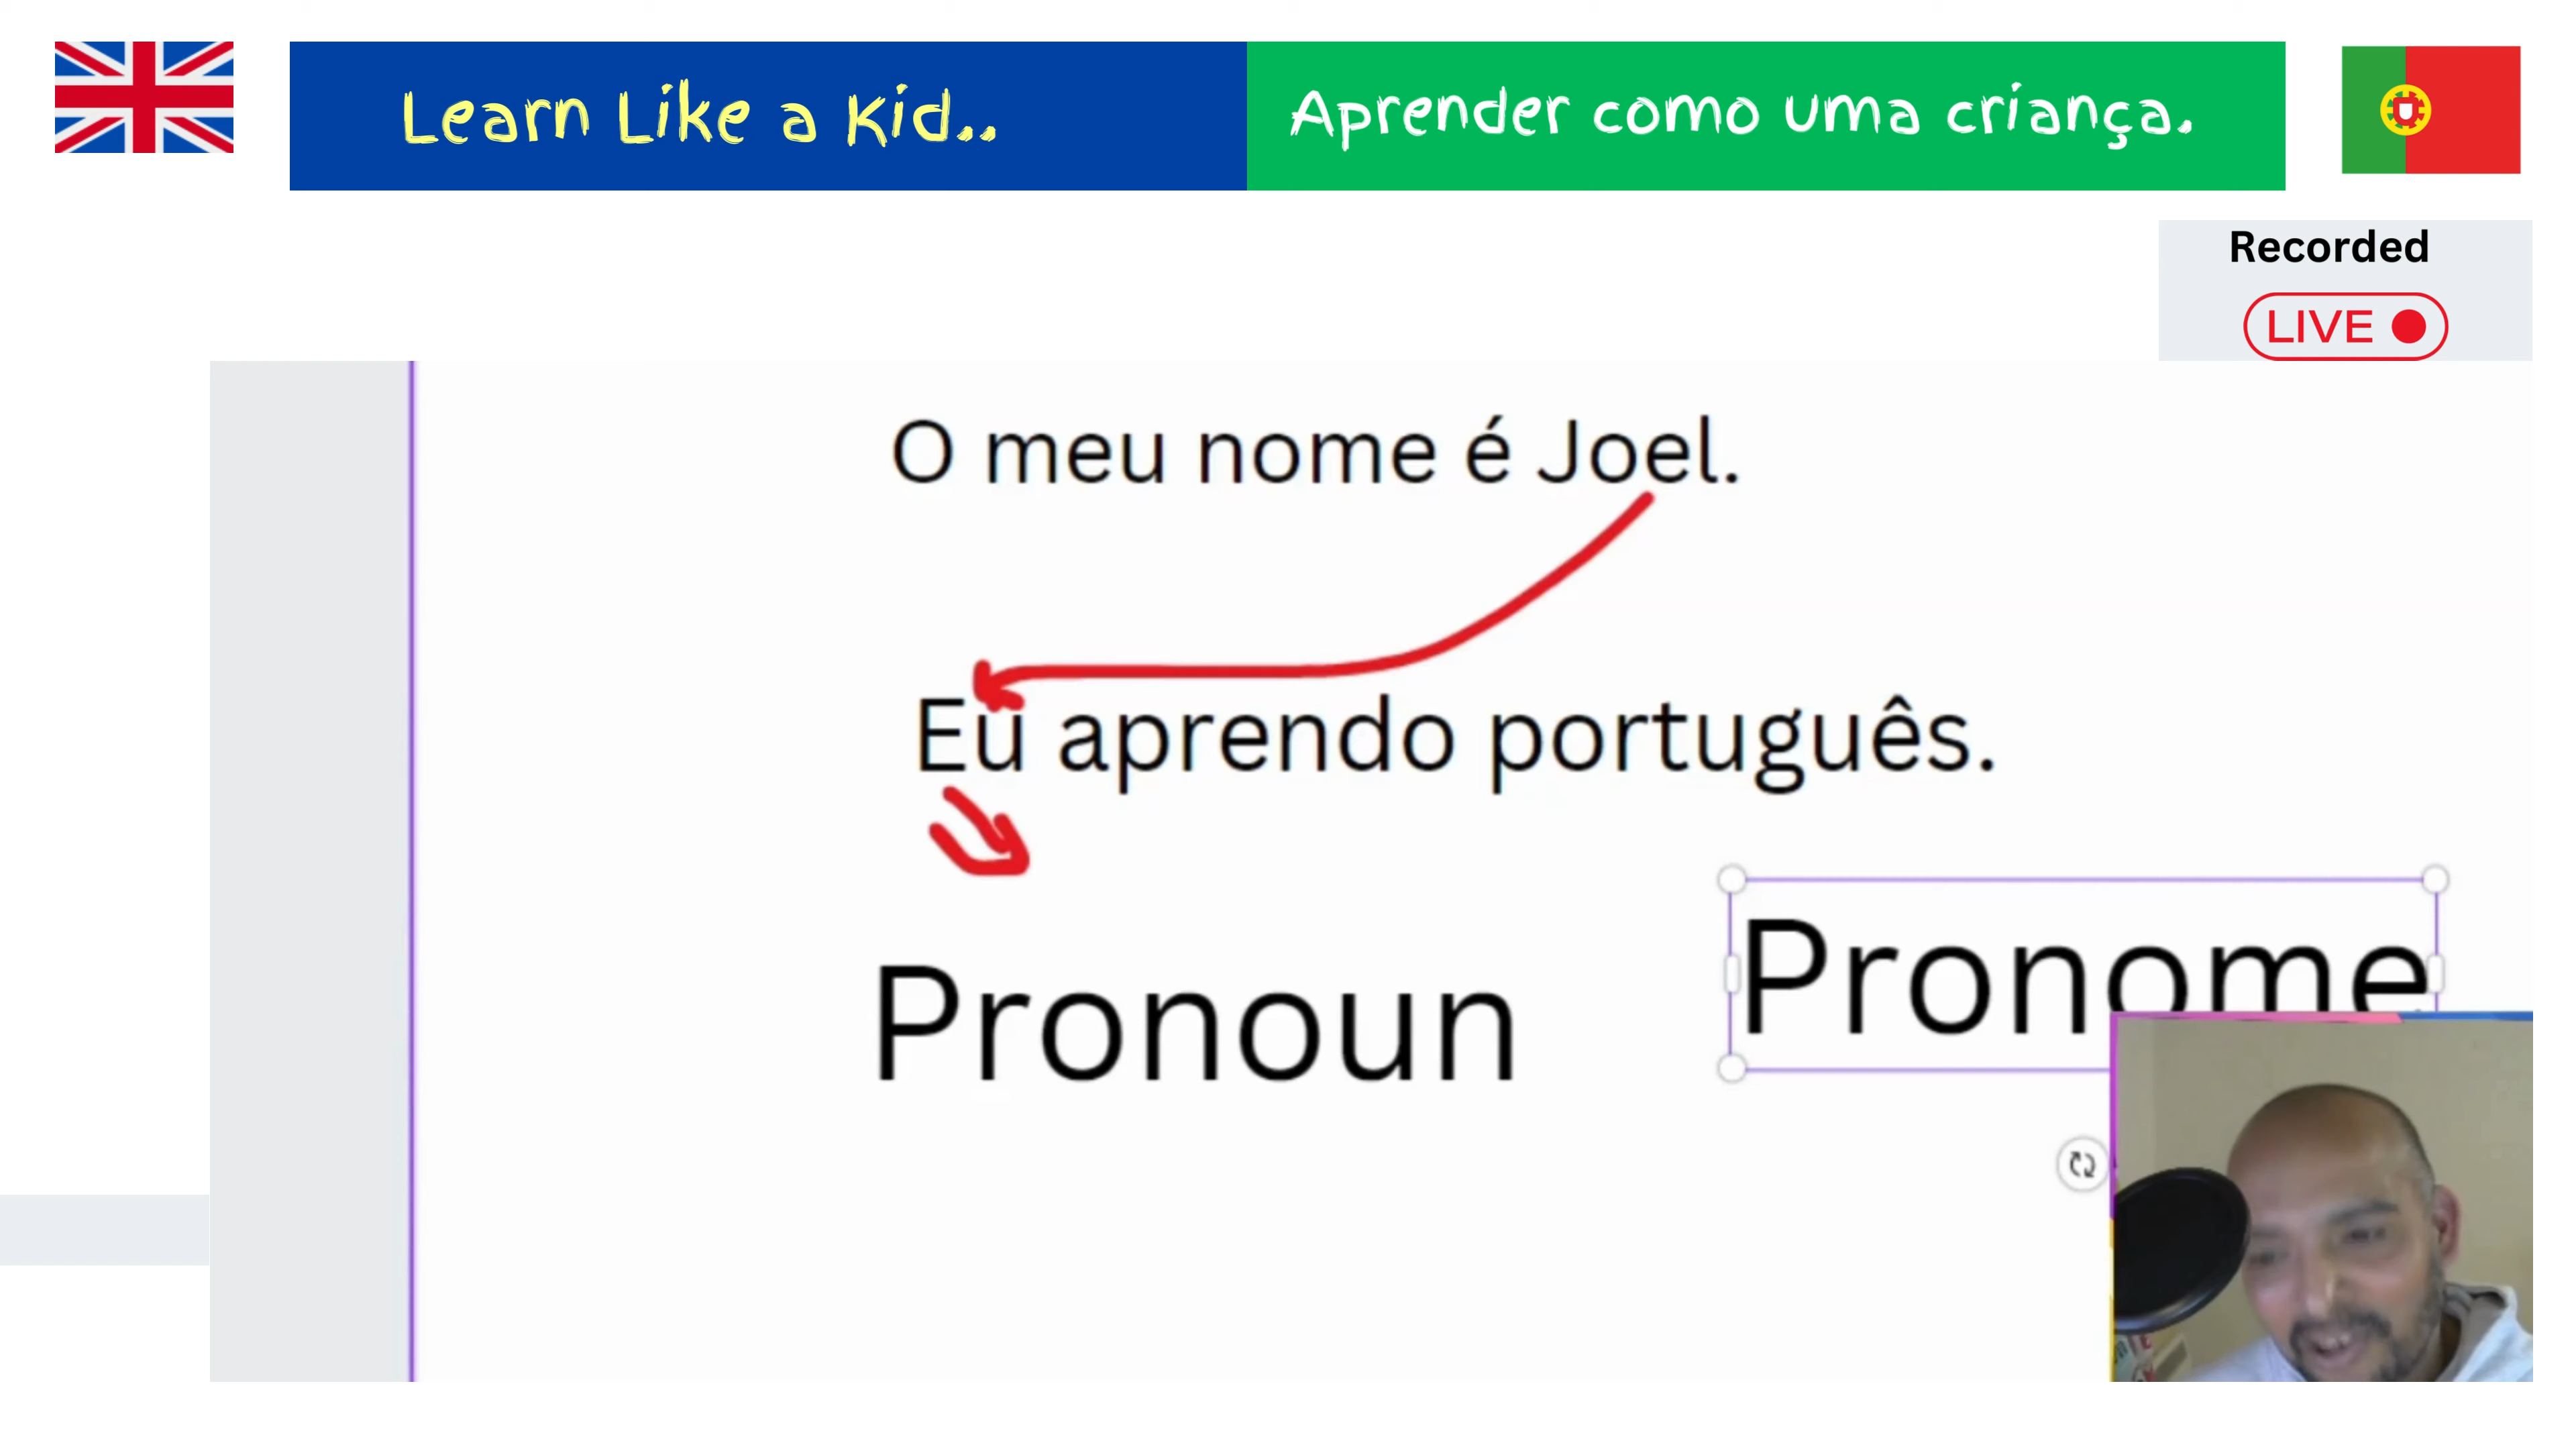 Learn Like a Kid..
Aprender como uma criança.
Recorded
LIVE
O meu nome é Joel.
Eu aprendo português.
Pronoun
Pronome